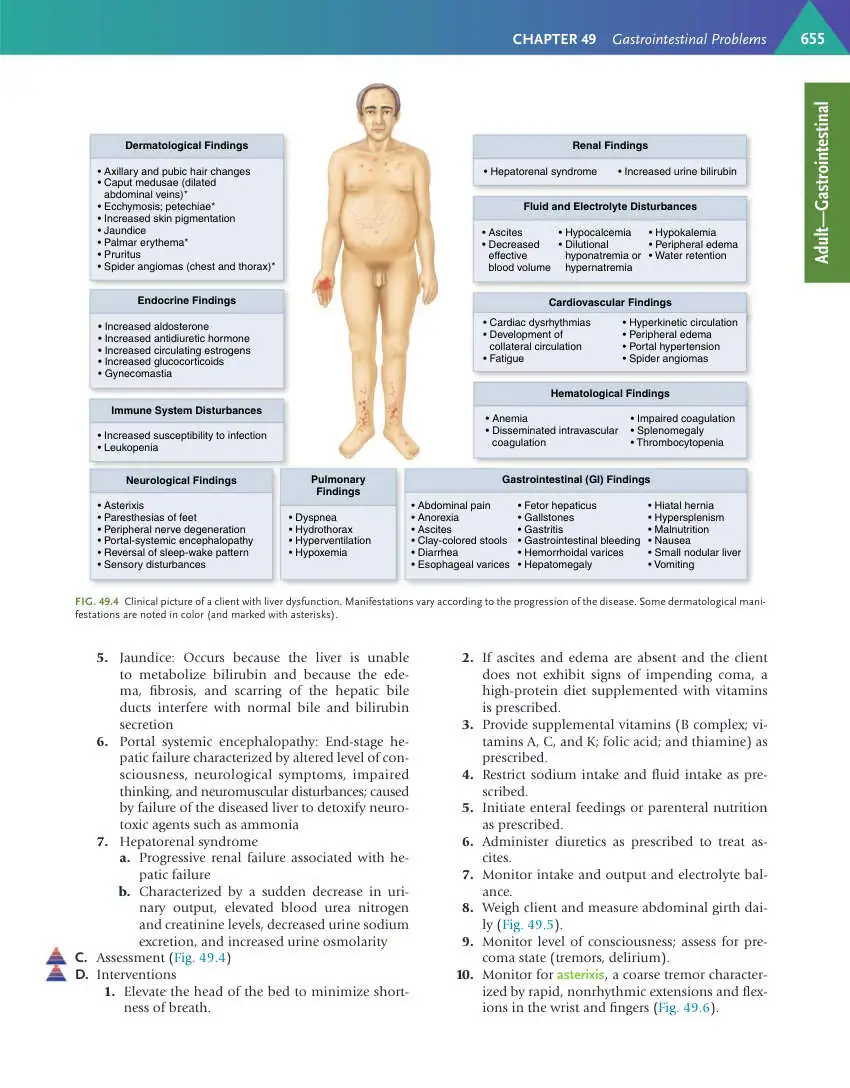 CHAPTER 49 Gastrointestinal Problems 655
Adult—Gastrointestinal
Dermatological Findings
• Axillary and pubic hair changes
• Caput medusae (dilated
abdominal veins)*
• Ecchymosis; petechiae*
• Increased skin pigmentation
• Jaundice
• Palmar erythema*
• Pruritus
• Spider angiomas (chest and thorax)*
Endocrine Findings
• Increased aldosterone
• Increased antidiuretic hormone
• Increased circulating estrogens
• Increased glucocorticoids
• Gynecomastia
Immune System Disturbances
• Increased susceptibility to infection
• Leukopenia
Renal Findings
• Hepatorenal syndrome • Increased urine bilirubin
Fluid and Electrolyte Disturbances
• Ascites
• Decreased
effective
blood volume
• Hypocalcemia
• Dilutional
hyponatremia or
hypernatremia
• Hypokalemia
• Peripheral edema
• Water retention
Cardiovascular Findings
• Cardiac dysrhythmias
• Development of
collateral circulation
• Fatigue
• Hyperkinetic circulation
• Peripheral edema
• Portal hypertension
• Spider angiomas
Hematological Findings
• Anemia
• Disseminated intravascular
coagulation
• Impaired coagulation
• Splenomegaly
• Thrombocytopenia
Neurological Findings
• Asterixis
• Paresthesias of feet
• Peripheral nerve degeneration
• Portal-systemic encephalopathy
• Reversal of sleep-wake pattern
• Sensory disturbances
Pulmonary
Findings
• Dyspnea
• Hydrothorax
• Hyperventilation
• Hypoxemia
Gastrointestinal (GI) Findings
• Abdominal pain
• Anorexia
• Ascites
• Clay-colored stools
• Diarrhea
• Esophageal varices
• Fetor hepaticus
• Gallstones
• Gastritis
• Gastrointestinal bleeding
• Hemorrhoidal varices
• Hepatomegaly
• Hiatal hernia
• Hypersplenism
• Malnutrition
• Nausea
• Small nodular liver
• Vomiting
FIG. 49.4 Clinical picture of a client with liver dysfunction. Manifestations vary according to the progression of the disease. Some dermatological mani-
festations are noted in color (and marked with asterisks).
5. Jaundice: Occurs because the liver is unable
to metabolize bilirubin and because the ede-
ma, fibrosis, and scarring of the hepatic bile
ducts interfere with normal bile and bilirubin
secretion
6. Portal systemic encephalopathy: End-stage he-
patic failure characterized by altered level of con-
sciousness, neurological symptoms, impaired
thinking, and neuromuscular disturbances; caused
by failure of the diseased liver to detoxify neuro-
toxic agents such as ammonia
7. Hepatorenal syndrome
a. Progressive renal failure associated with he-
patic failure
b. Characterized by a sudden decrease in uri-
nary output, elevated blood urea nitrogen
and creatinine levels, decreased urine sodium
excretion, and increased urine osmolarity
C. Assessment (Fig. 49.4)
D. Interventions
1. Elevate the head of the bed to minimize short-
ness of breath.
2. If ascites and edema are absent and the client
does not exhibit signs of impending coma, a
high-protein diet supplemented with vitamins
is prescribed.
3. Provide supplemental vitamins (B complex; vi-
tamins A, C, and K; folic acid; and thiamine) as
prescribed.
4. Restrict sodium intake and fluid intake as pre-
scribed.
5. Initiate enteral feedings or parenteral nutrition
as prescribed.
6. Administer diuretics as prescribed to treat as-
cites.
7. Monitor intake and output and electrolyte bal-
ance.
8. Weigh client and measure abdominal girth dai-
ly (Fig. 49.5).
9. Monitor level of consciousness; assess for pre-
coma state (tremors, delirium).
10. Monitor for asterixis, a coarse tremor character-
ized by rapid, nonrhythmic extensions and flex-
ions in the wrist and fingers (Fig. 49.6).